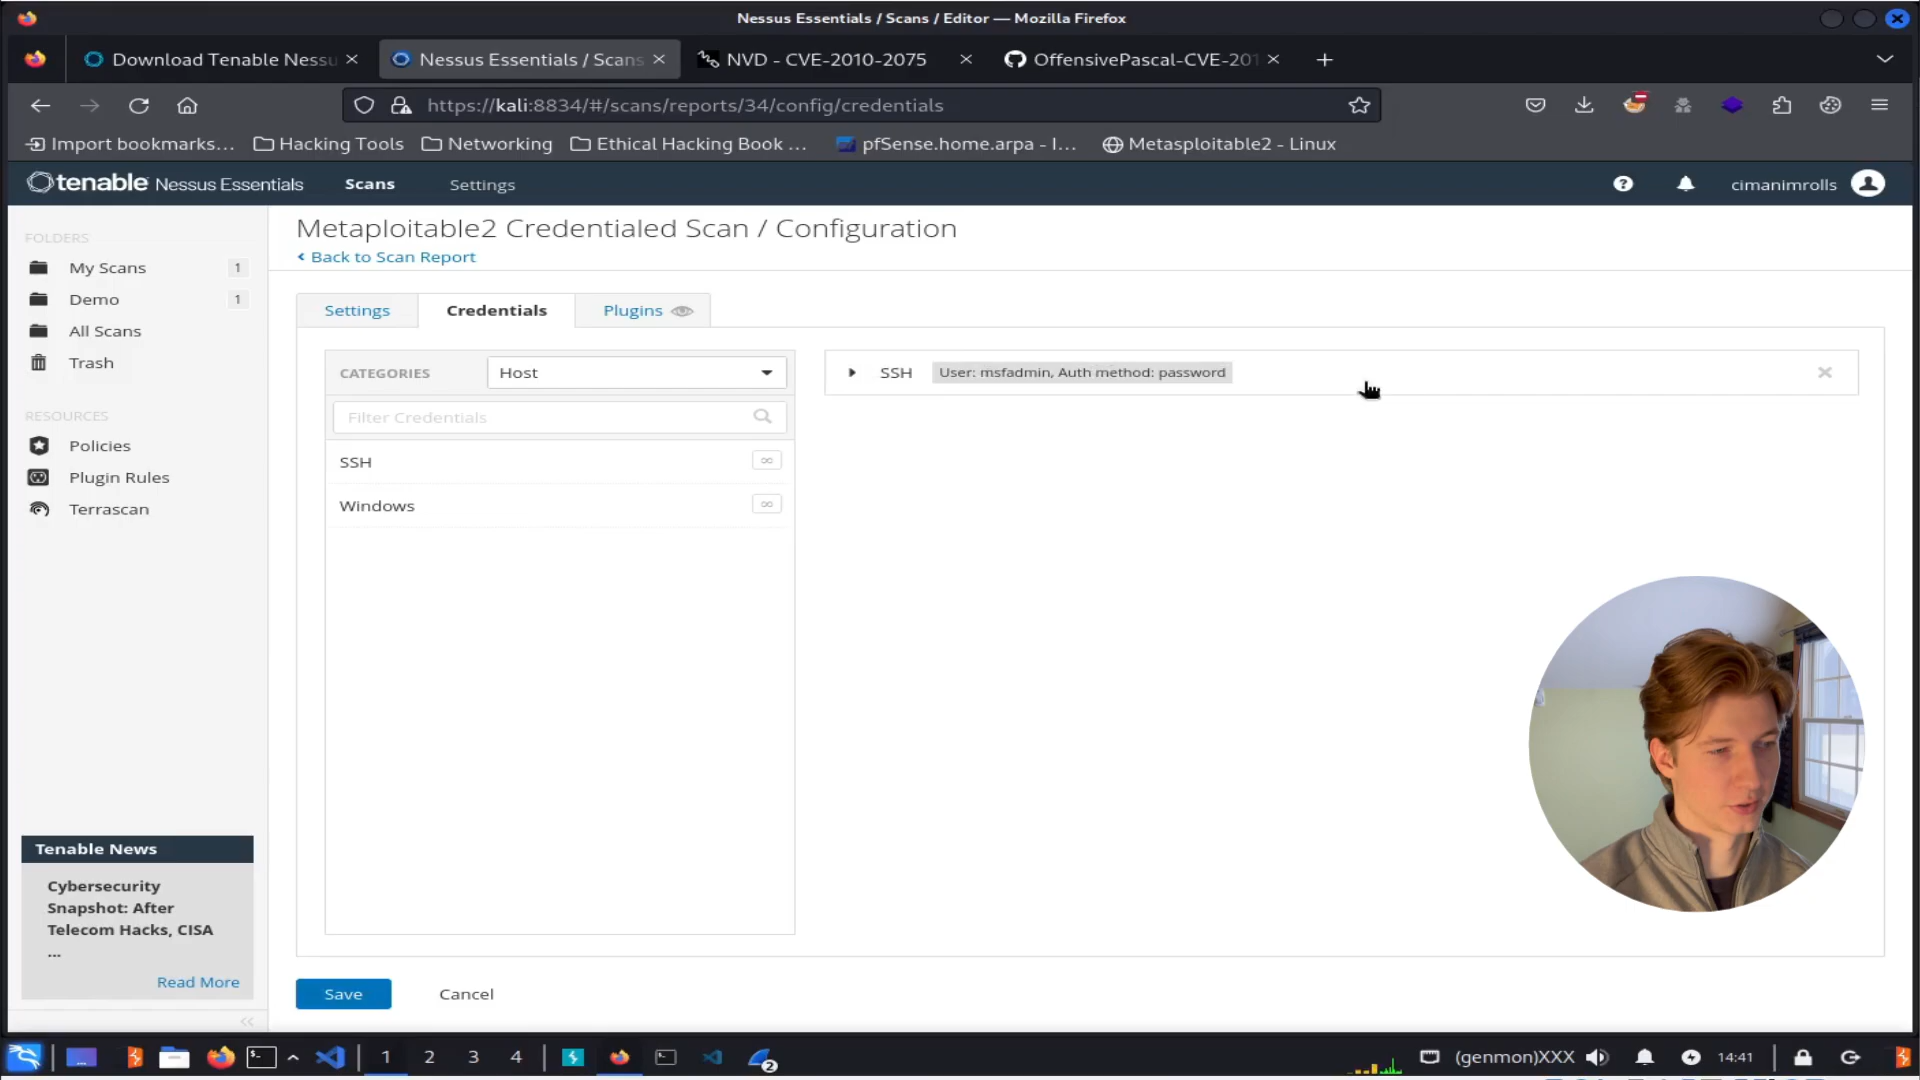 Nessus Essentials / Scans / Editor — Mozilla Firefox
Download Tenable Nessu
Nessus Essentials / Scans
NVD - CVE-2010-2075
OffensivePascal-CVE-201
https://kali:8834/#/scans/reports/34/config/credentials
Import bookmarks...
Hacking Tools
Networking
Ethical Hacking Book ...
pfSense.home.arpa - I...
Metasploitable2 - Linux
tenable Nessus Essentials
Scans
Settings
cimanimrolls
FOLDERS
My Scans 1
Demo 1
All Scans
Trash
RESOURCES
Policies
Plugin Rules
Terrascan
Tenable News
Cybersecurity
Snapshot: After
Telecom Hacks, CISA
...
Read More
Metaploitable2 Credentialed Scan / Configuration
Back to Scan Report
Settings
Credentials
Plugins
CATEGORIES
Host
Filter Credentials
SSH ∞
Windows ∞
SSH
User: msfadmin, Auth method: password
Save
Cancel
1 2 3 4
2
(genmon)XXX
14:41